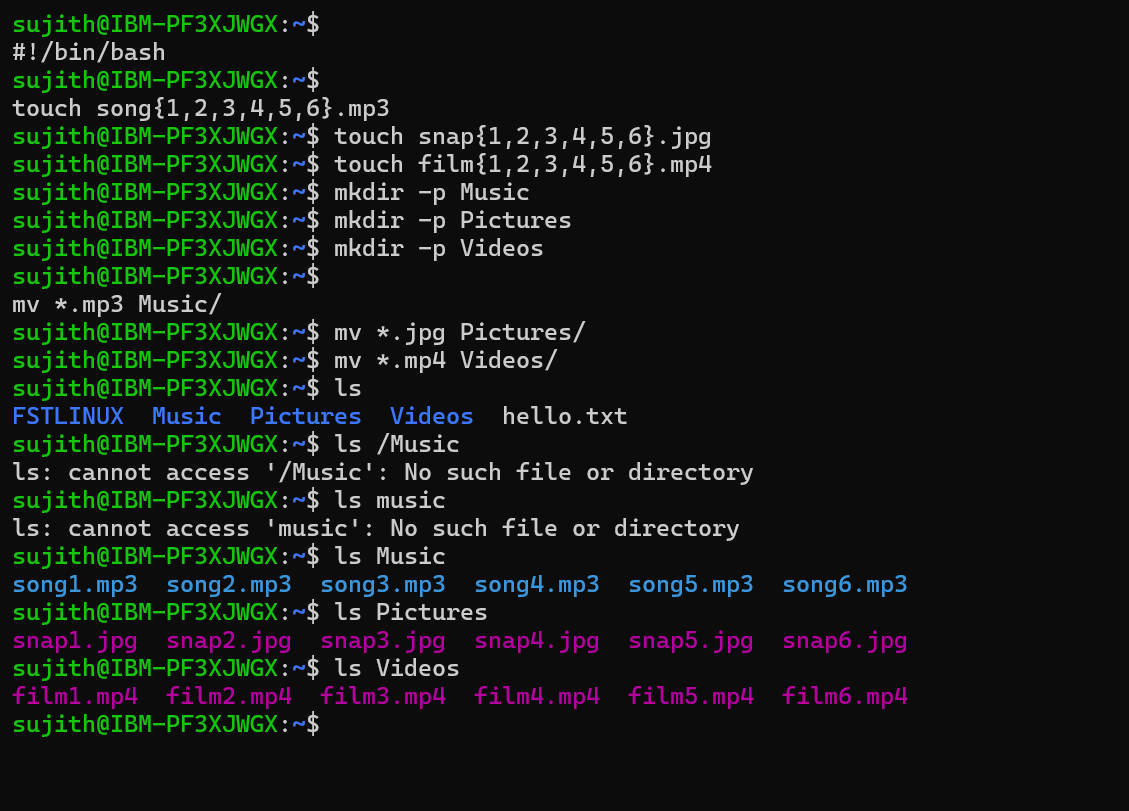 sujith@IBM-PF3XJWGX:~$
#!/bin/bash
sujith@IBM-PF3XJWGX:~$
touch song{1,2,3,4,5,6}.mp3
sujith@IBM-PF3XJWGX:~$ touch snap{1,2,3,4,5,6}.jpg
sujith@IBM-PF3XJWGX:~$ touch film{1,2,3,4,5,6}.mp4
sujith@IBM-PF3XJWGX:~$ mkdir -p Music
sujith@IBM-PF3XJWGX:~$ mkdir -p Pictures
sujith@IBM-PF3XJWGX:~$ mkdir -p Videos
sujith@IBM-PF3XJWGX:~$
mv *.mp3 Music/
sujith@IBM-PF3XJWGX:~$ mv *.jpg Pictures/
sujith@IBM-PF3XJWGX:~$ mv *.mp4 Videos/
sujith@IBM-PF3XJWGX:~$ ls
FSTLINUX  Music  Pictures  Videos  hello.txt
sujith@IBM-PF3XJWGX:~$ ls /Music
ls: cannot access '/Music': No such file or directory
sujith@IBM-PF3XJWGX:~$ ls music
ls: cannot access 'music': No such file or directory
sujith@IBM-PF3XJWGX:~$ ls Music
song1.mp3  song2.mp3  song3.mp3  song4.mp3  song5.mp3  song6.mp3
sujith@IBM-PF3XJWGX:~$ ls Pictures
snap1.jpg  snap2.jpg  snap3.jpg  snap4.jpg  snap5.jpg  snap6.jpg
sujith@IBM-PF3XJWGX:~$ ls Videos
film1.mp4  film2.mp4  film3.mp4  film4.mp4  film5.mp4  film6.mp4
sujith@IBM-PF3XJWGX:~$